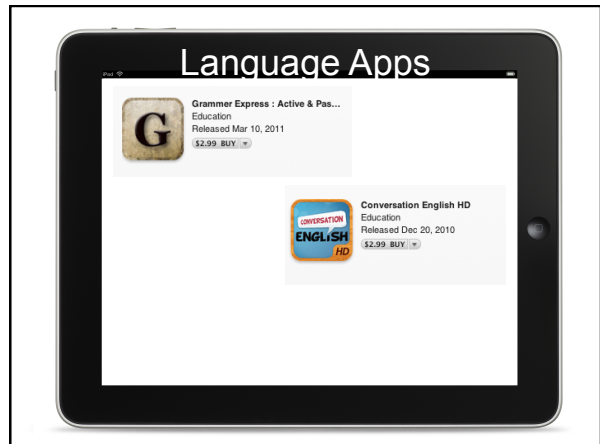 Language Apps
iPad
G
Grammer Express : Active & Pas...
Education
Released Mar 10, 2011
$2.99 BUY
CONVERSATION
ENGLISH
HD
Conversation English HD
Education
Released Dec 20, 2010
$2.99 BUY